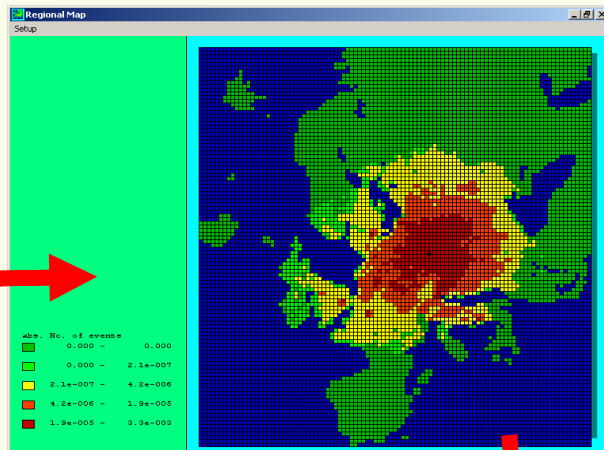 Regional Map
Setup
Abs. No. of events
0.000 - 0.000
0.000 - 2.1e-007
2.1e-007 - 4.2e-006
4.2e-006 - 1.9e-005
1.9e-005 - 3.3e-003